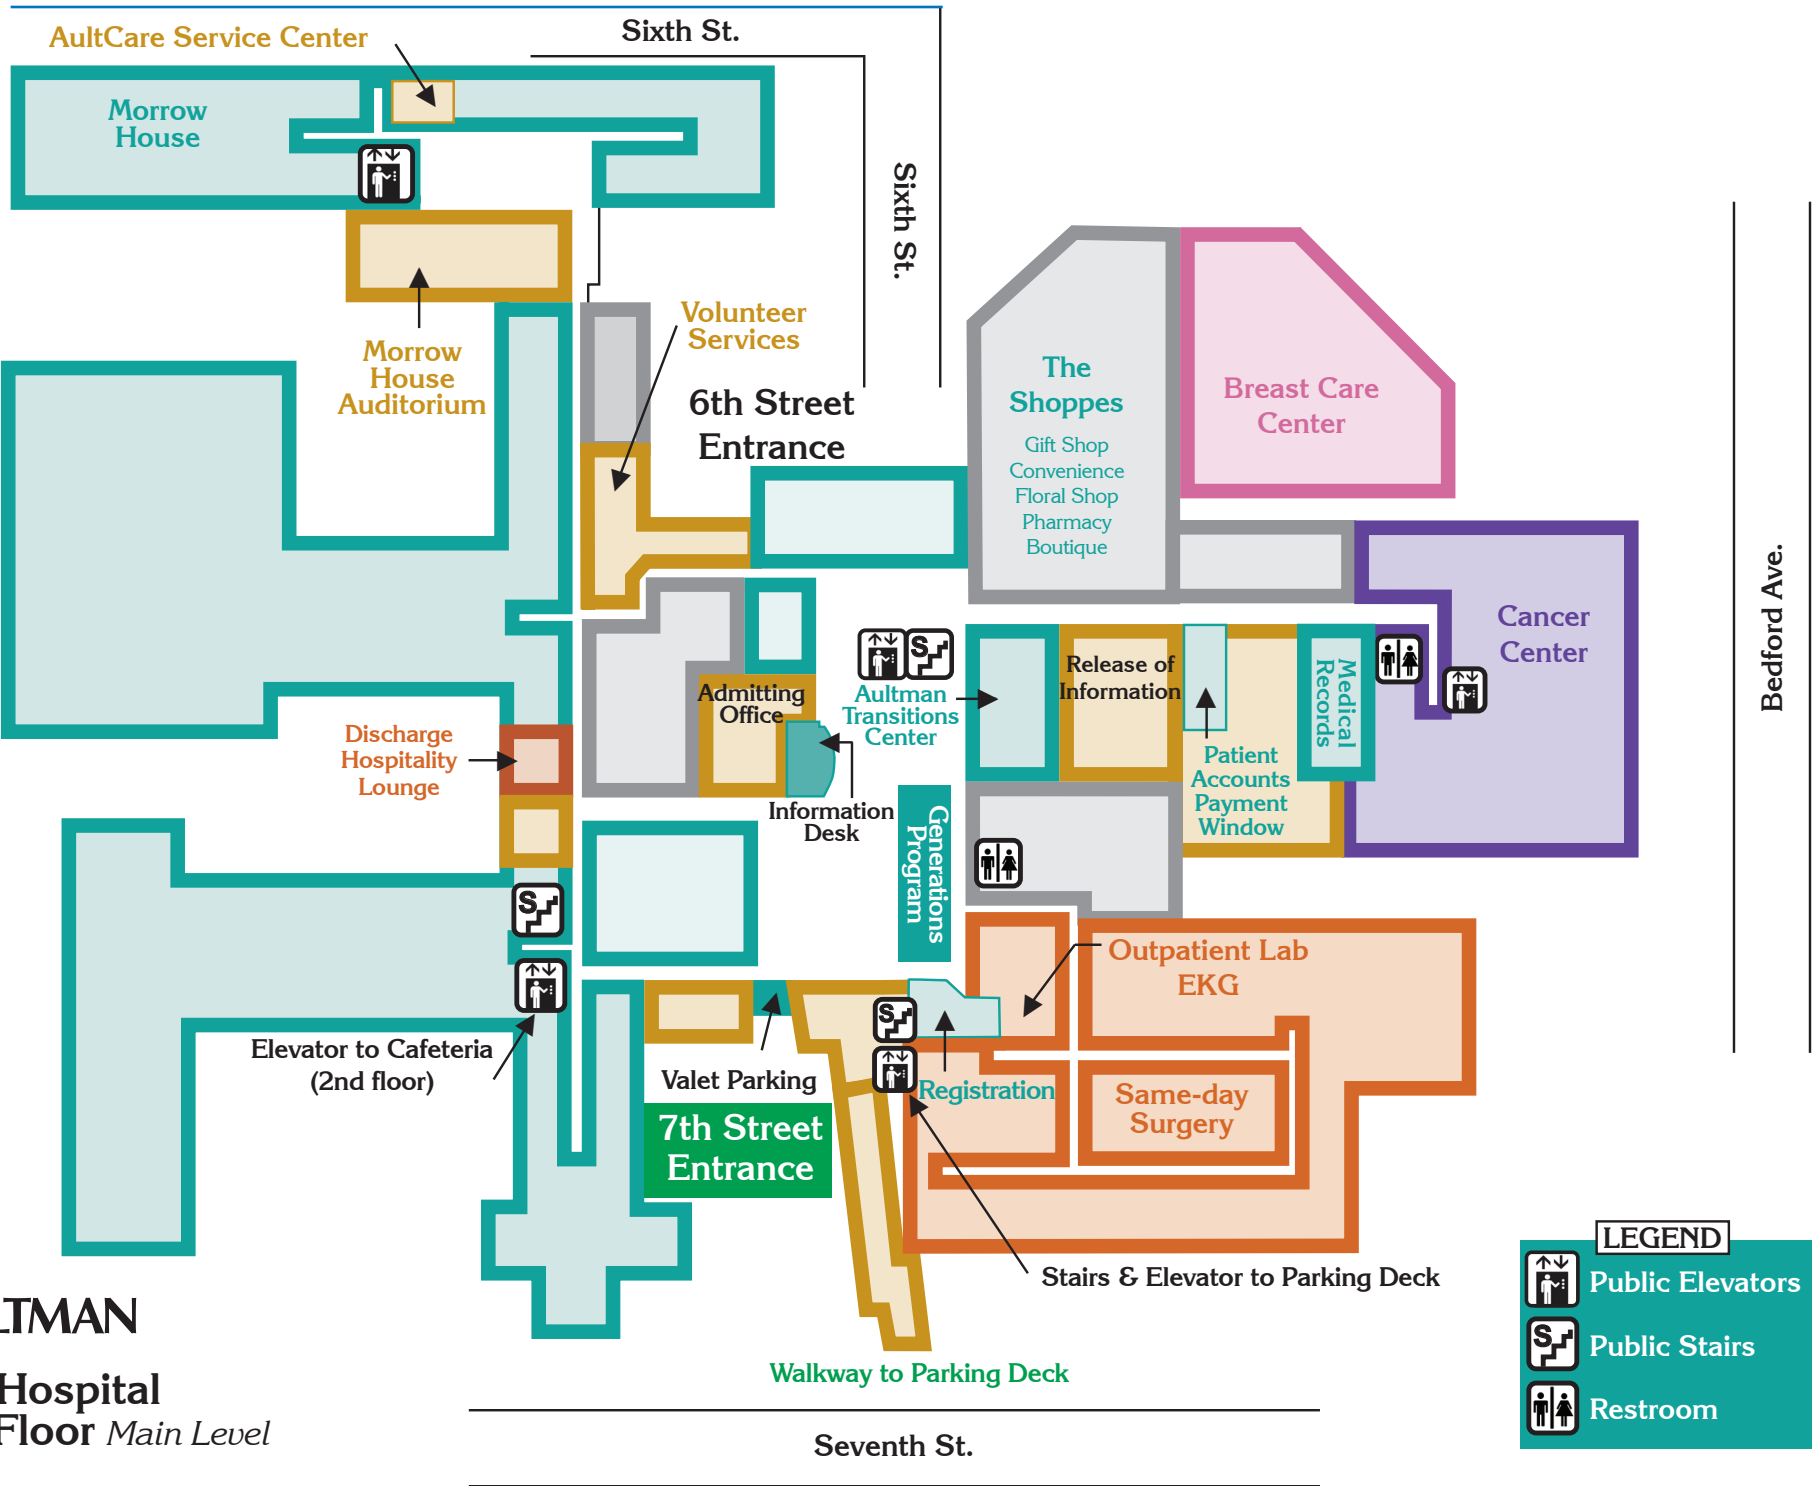 AultCare Service Center
Sixth St.
Morrow
House
Sixth St.
Morrow
House
Auditorium
Volunteer
Services
6th Street
Entrance
The
Shoppes
Gift Shop
Convenience
Floral Shop
Pharmacy
Boutique
Breast Care
Center
Cancer
Center
Bedford Ave.
Discharge
Hospitality
Lounge
Admitting
Office
Information
Desk
Aultman
Transitions
Center
Release of
Information
Patient
Accounts
Payment
Window
Medical
Records
Generations
Program
S
S
S
Outpatient Lab
EKG
Elevator to Cafeteria
(2nd floor)
Valet Parking
7th Street
Entrance
Registration
Same-day
Surgery
Stairs & Elevator to Parking Deck
Walkway to Parking Deck
Seventh St.
LTMAN
Hospital
Floor Main Level
LEGEND
Public Elevators
S
Public Stairs
Restroom